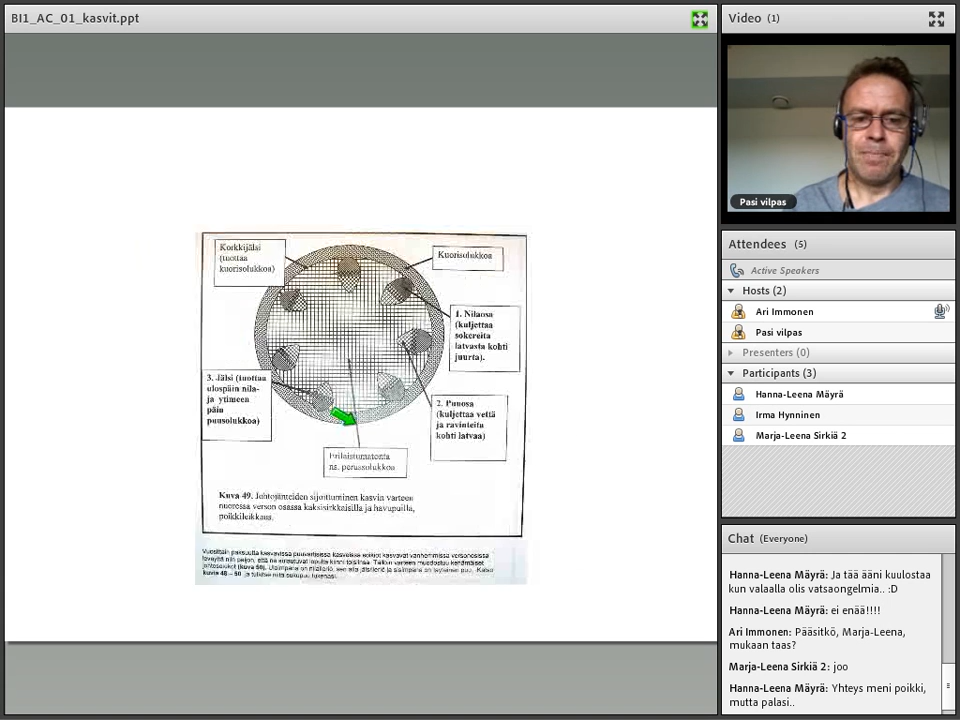 BI1_AC_01_kasvit.ppt
Korkkijälsi
(tuottaa
kuorisolukkoa)
Kuorisolukkoa
1. Nilaosa
(kuljettaa
sokereita
latvasta kohti
juurta).
3. Jälsi (tuottaa
ulospäin nila-
ja ytimeen
päin
puusolukkoa)
2. Puuosa
(kuljettaa vettä
ja ravinteita
kohti latvaa)
Erilaistumatonta
ns. perussolukkoa
Kuva 49. Johtojänteiden sijoittuminen kasvin varteen
nuoressa verson osassa kaksisirkkaisilla ja havupuilla,
poikkileikkaus.
Video (1)
Pasi vilpas
Attendees (5)
Active Speakers
Hosts (2)
Ari Immonen
Pasi vilpas
Presenters (0)
Participants (3)
Hanna-Leena Mäyrä
Irma Hynninen
Marja-Leena Sirkiä 2
Chat (Everyone)
Hanna-Leena Mäyrä: Ja tää ääni kuulostaa
kun valaalla olis vatsaongelmia.. :D
Hanna-Leena Mäyrä: ei enää!!!!
Ari Immonen: Pääsitkö, Marja-Leena,
mukaan taas?
Marja-Leena Sirkiä 2: joo
Hanna-Leena Mäyrä: Yhteys meni poikki,
mutta palasi..